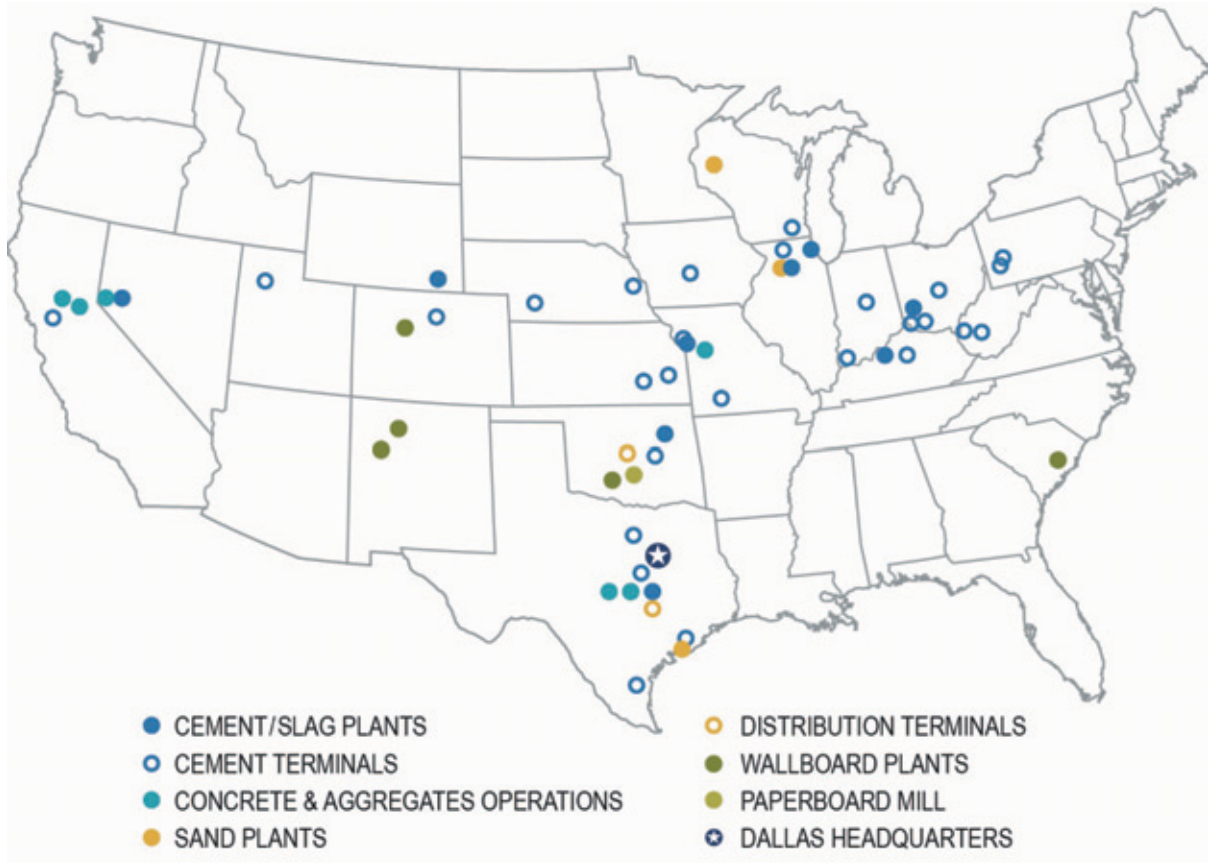 CEMENT/SLAG PLANTS
CEMENT TERMINALS
CONCRETE & AGGREGATES OPERATIONS
SAND PLANTS
DISTRIBUTION TERMINALS
WALLBOARD PLANTS
PAPERBOARD MILL
DALLAS HEADQUARTERS